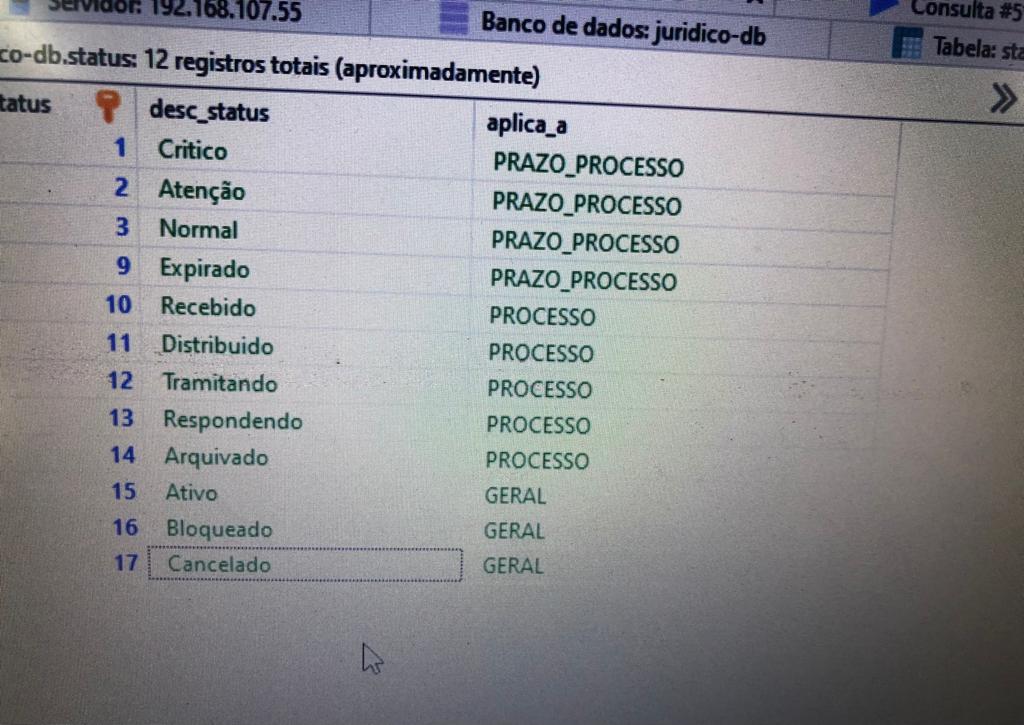 Servidor: 192.168.107.55
Banco de dados: juridico-db
Consulta #5
Tabela: sta
co-db.status: 12 registros totais (aproximadamente)
tatus desc_status aplica_a
1 Critico PRAZO_PROCESSO
2 Atenção PRAZO_PROCESSO
3 Normal PRAZO_PROCESSO
9 Expirado PRAZO_PROCESSO
10 Recebido PROCESSO
11 Distribuido PROCESSO
12 Tramitando PROCESSO
13 Respondendo PROCESSO
14 Arquivado PROCESSO
15 Ativo GERAL
16 Bloqueado GERAL
17 Cancelado GERAL